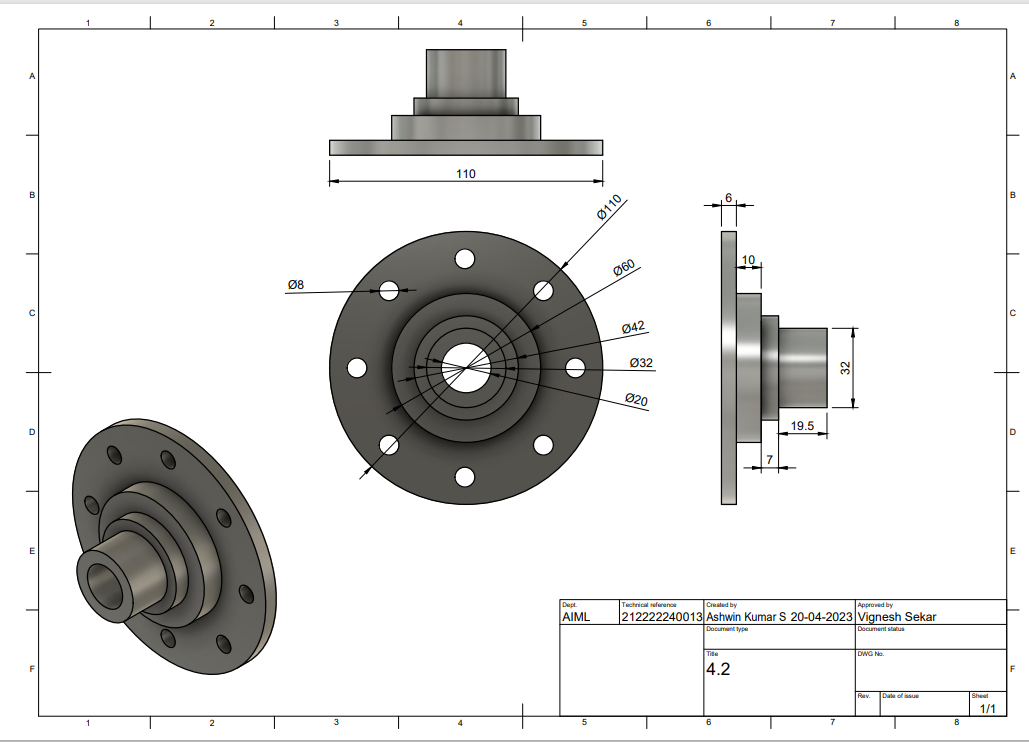 1 2 3 4 5 6 7 8
A A
110
B B
6
Ø110
10
Ø60
Ø8
C C
Ø42
Ø32
32
Ø20
19.5
D D
7
E E
Dept. Technical reference Created by Approved by
AIML 212222240013 Ashwin Kumar S 20-04-2023 Vignesh Sekar
Document type Document status
Title DWG No.
4.2
F F
Rev. Date of issue Sheet
1/1
1 2 3 4 5 6 7 8